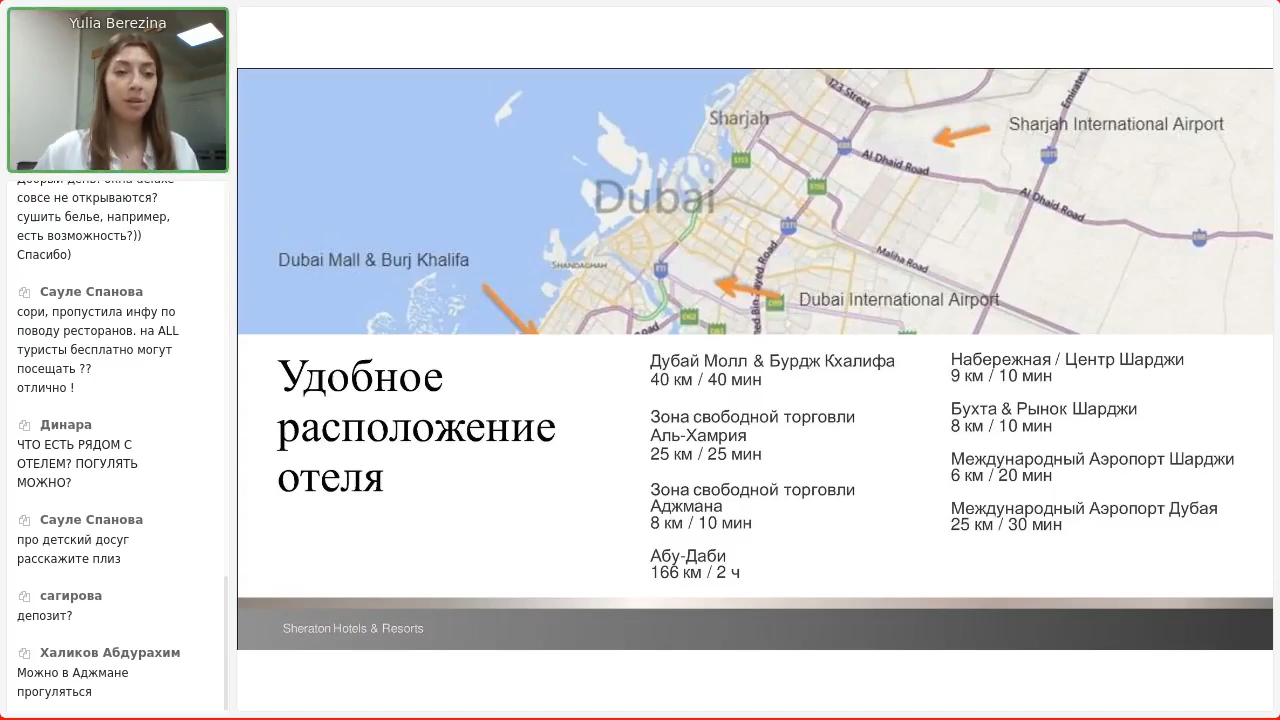 Yulia Berezina
совсе не открываются?
сушить белье, например,
есть возможность?))
Спасибо)
Сауле Спанова
сори, пропустила инфу по
поводу ресторанов. на ALL
туристы бесплатно могут
посещать ??
отлично !
Динара
ЧТО ЕСТЬ РЯДОМ С
ОТЕЛЕМ? ПОГУЛЯТЬ
МОЖНО?
Сауле Спанова
про детский досуг
расскажите плиз
сагирова
депозит?
Халиков Абдурахим
Можно в Аджмане
прогуляться
123 Street
Emirates
Sharjah
Sharjah International Airport
Al Dhaid Road
Al Dhaid Road
Dubai
Maliha Road
Dubai Mall & Burj Khalifa
SHANDAGHAH
Dubai International Airport
Удобное
расположение
отеля
Дубай Молл & Бурдж Кхалифа
40 км / 40 мин
Зона свободной торговли
Аль-Хамрия
25 км / 25 мин
Зона свободной торговли
Аджмана
8 км / 10 мин
Абу-Даби
166 км / 2 ч
Набережная / Центр Шарджи
9 км / 10 мин
Бухта & Рынок Шарджи
8 км / 10 мин
Международный Аэропорт Шарджи
6 км / 20 мин
Международный Аэропорт Дубая
25 км / 30 мин
Sheraton Hotels & Resorts